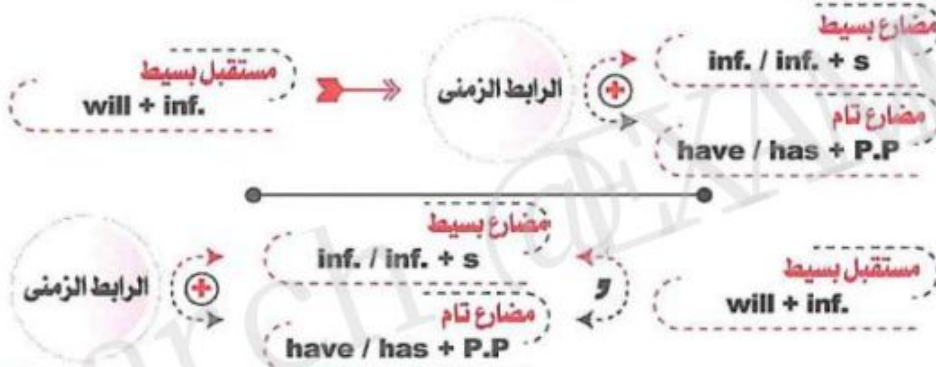 مستقبل بسيط
will + inf.
الرابط الزمنى
+
مضارع بسيط
inf. / inf. + s
مضارع تام
have / has + P.P
الرابط الزمنى
+
مضارع بسيط
inf. / inf. + s
مضارع تام
have / has + P.P
,
مستقبل بسيط
will + inf.